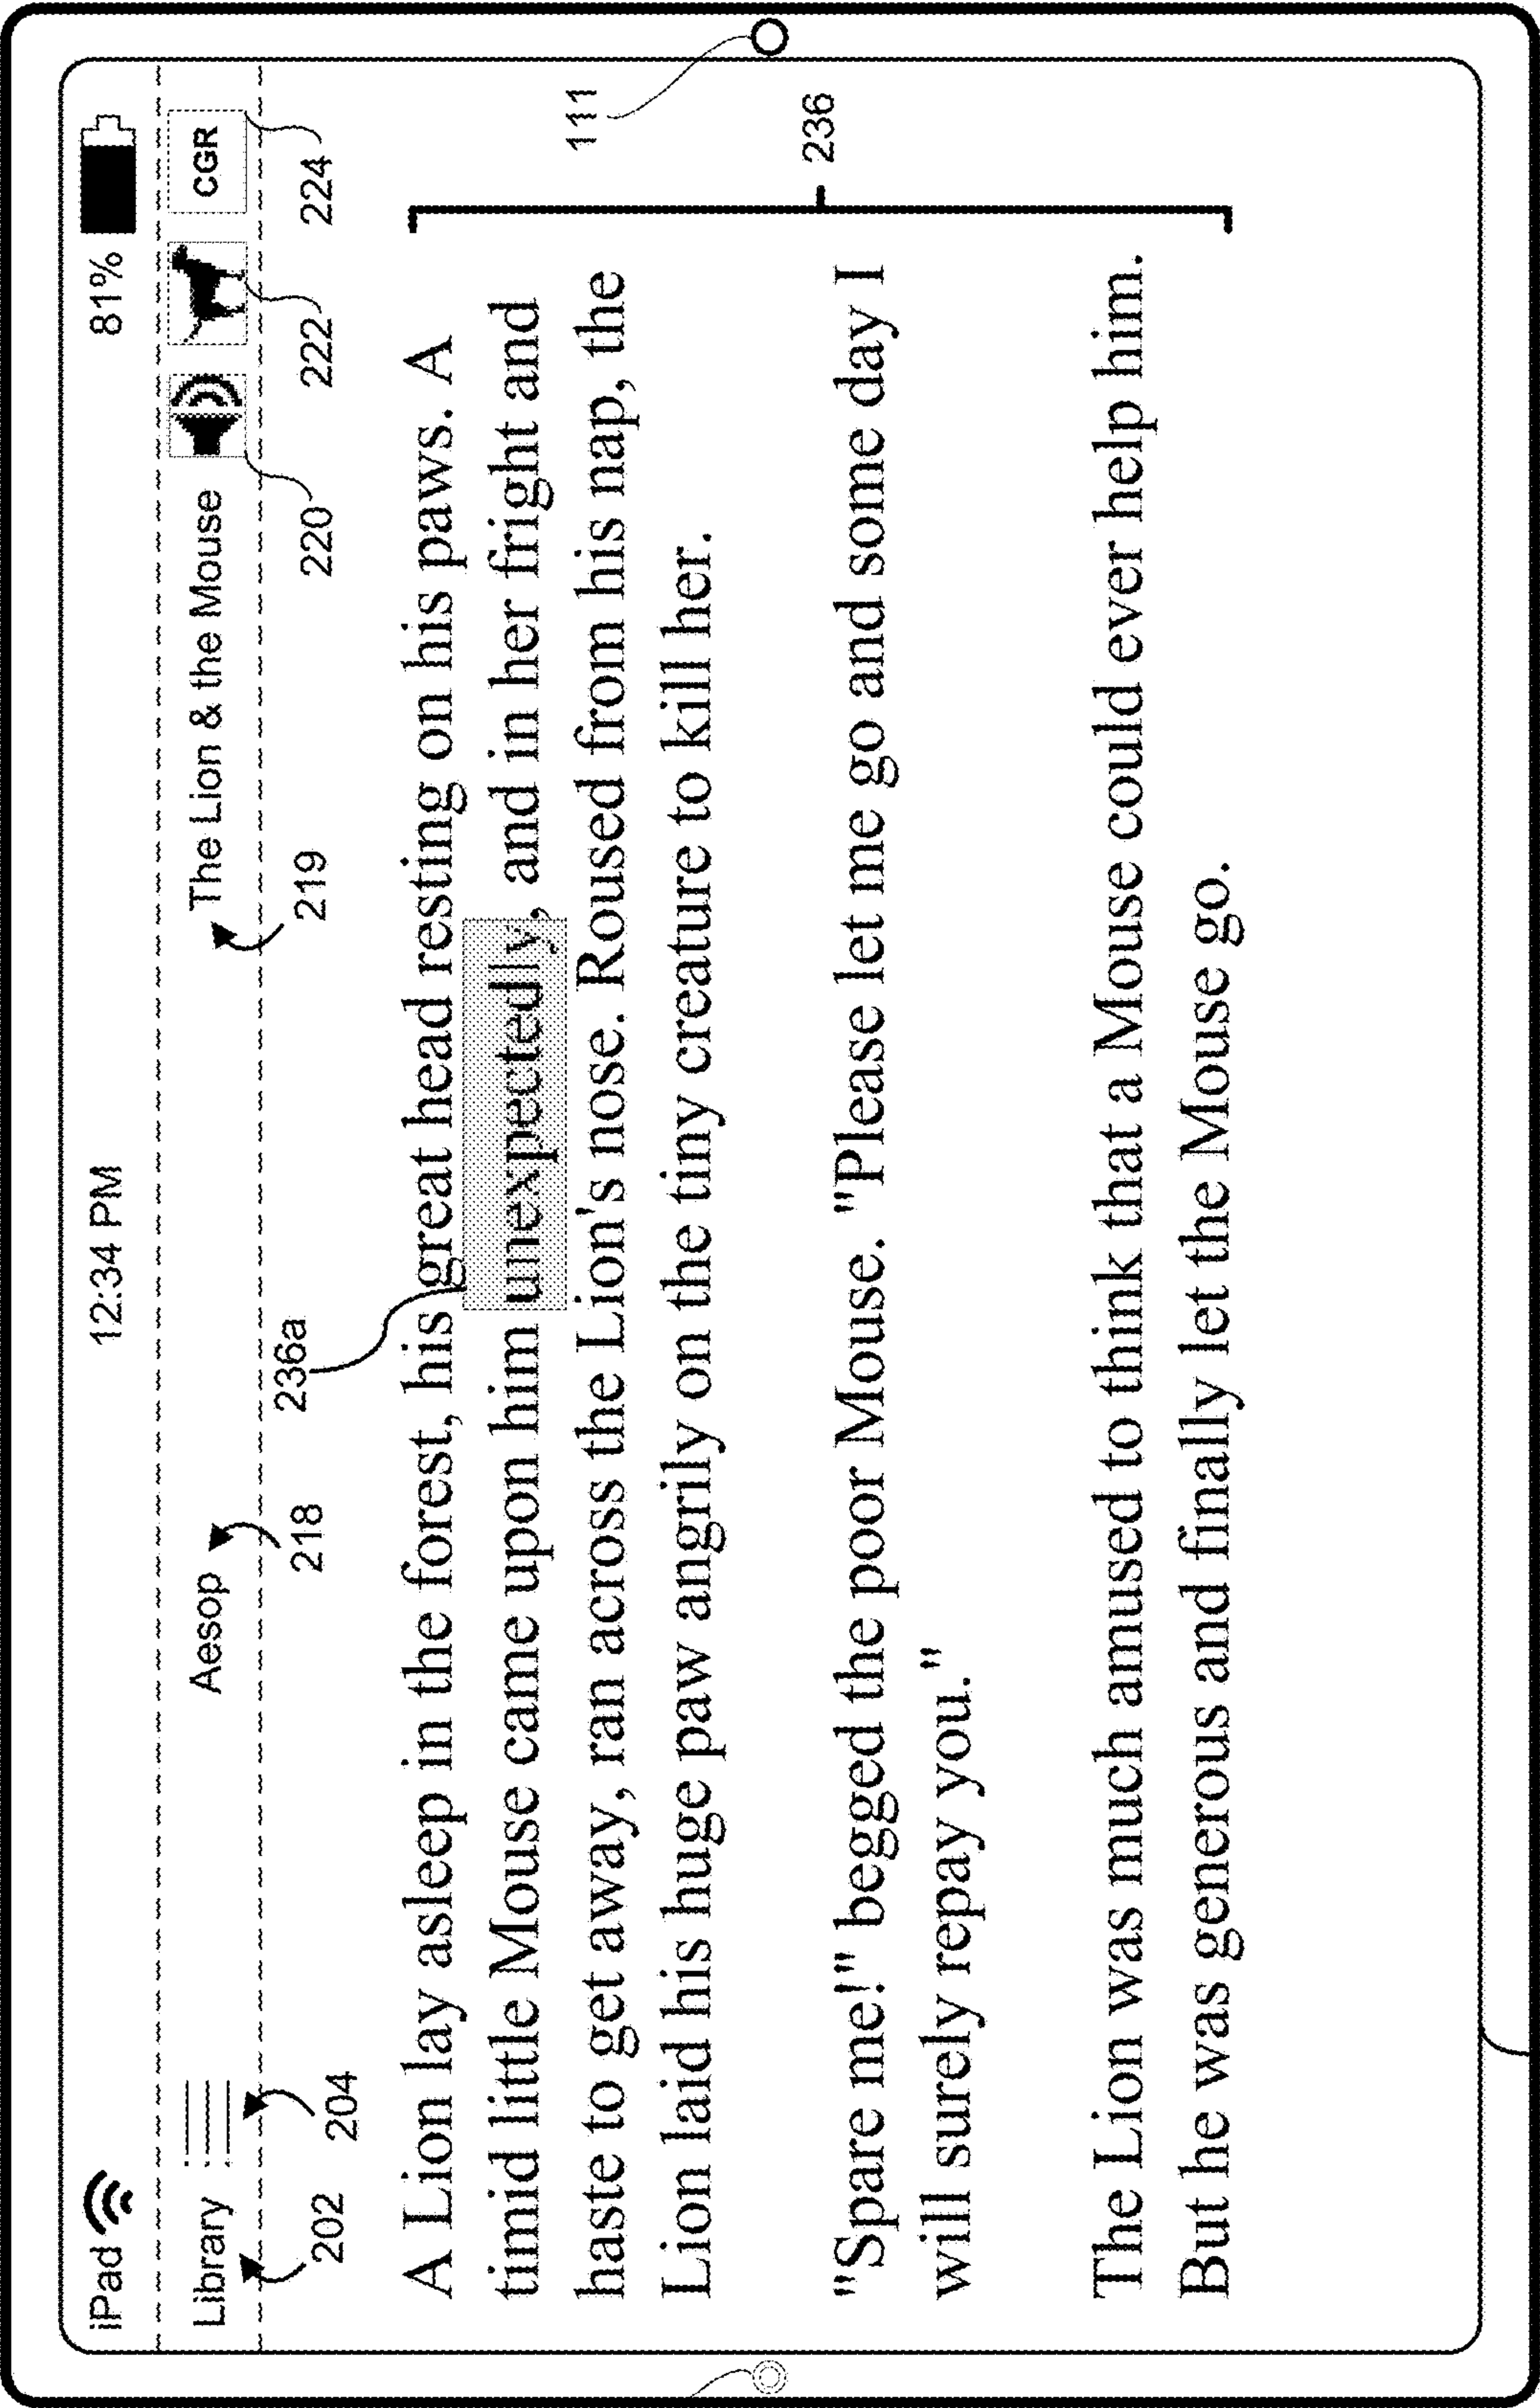 iPad 12:34 PM 81%
Library Aesop The Lion & the Mouse CGR
202 204 218 219 220 222 224
236a
A Lion lay asleep in the forest, his great head resting on his paws. A
timid little Mouse came upon him unexpectedly, and in her fright and
haste to get away, ran across the Lion's nose. Roused from his nap, the
Lion laid his huge paw angrily on the tiny creature to kill her.
"Spare me!" begged the poor Mouse. "Please let me go and some day I
will surely repay you."
The Lion was much amused to think that a Mouse could ever help him.
But he was generous and finally let the Mouse go.
111
236